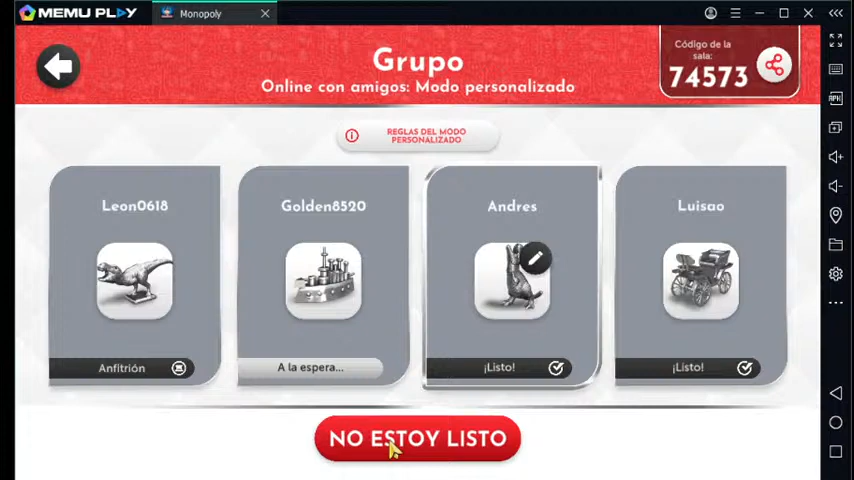 MEMU PLAY
Monopoly
Grupo
Online con amigos: Modo personalizado
Código de la
sala:
74573
REGLAS DEL MODO
PERSONALIZADO
Leon0618
Golden8520
Andres
Luisao
Anfitrión
A la espera...
¡Listo!
¡Listo!
NO ESTOY LISTO
APK